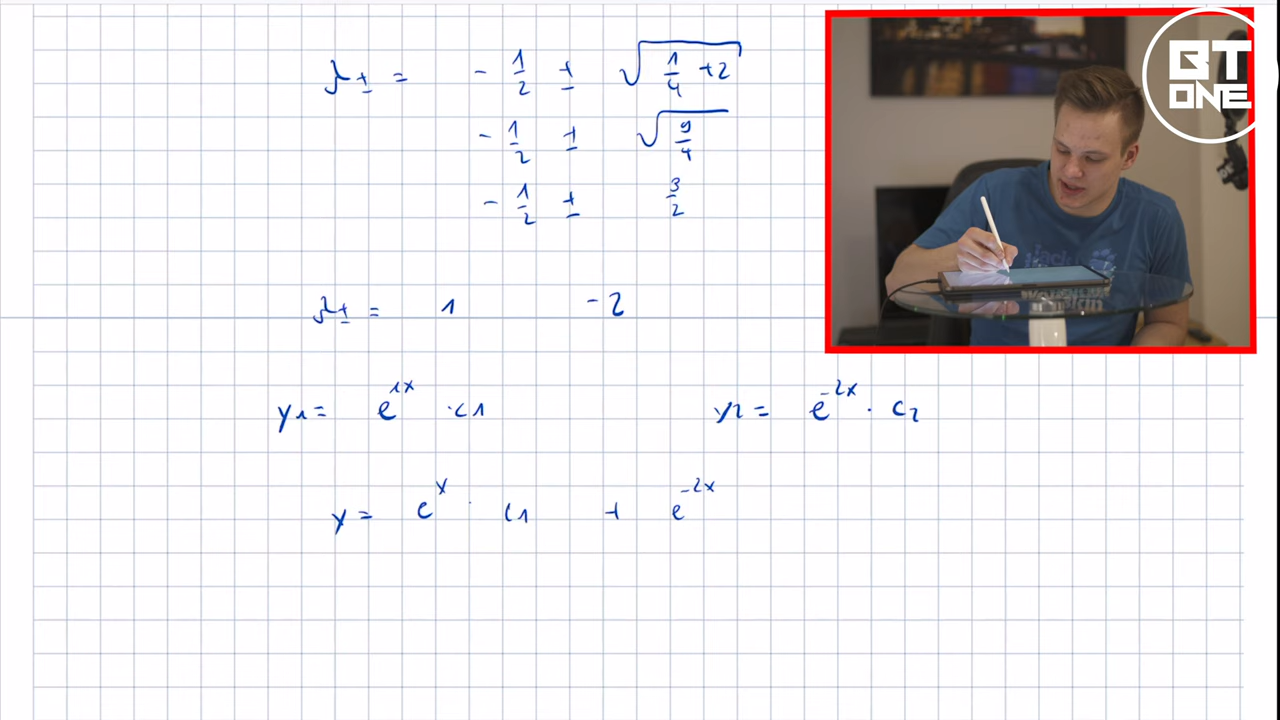 λ± = - 1/2 ± √(1/4 + 2)
- 1/2 ± √(9/4)
- 1/2 ± 3/2
λ± = 1 -2
y1 = e^1x · c1 y2 = e^-2x · c2
y = e^x · c1 + e^-2x
BT
ONE